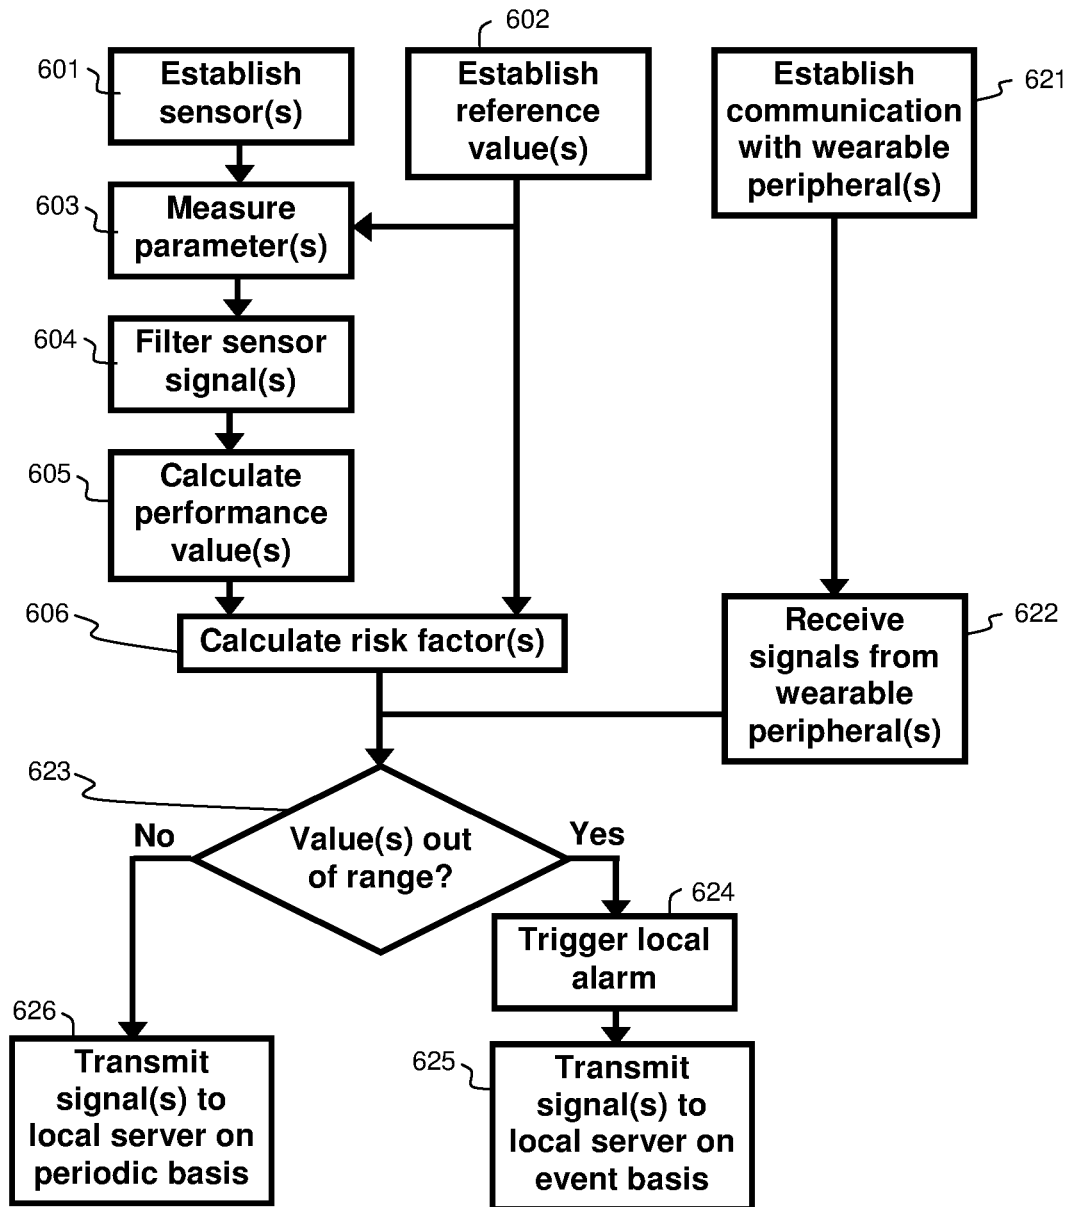 602
601
Establish
sensor(s)
Establish
reference
value(s)
Establish
communication
with wearable
peripheral(s)
621
603
Measure
parameter(s)
604
Filter sensor
signal(s)
605
Calculate
performance
value(s)
606
Calculate risk factor(s)
Receive
signals from
wearable
peripheral(s)
622
623
No
Value(s) out
of range?
Yes
624
Trigger local
alarm
626
Transmit
signal(s) to
local server on
periodic basis
625
Transmit
signal(s) to
local server on
event basis